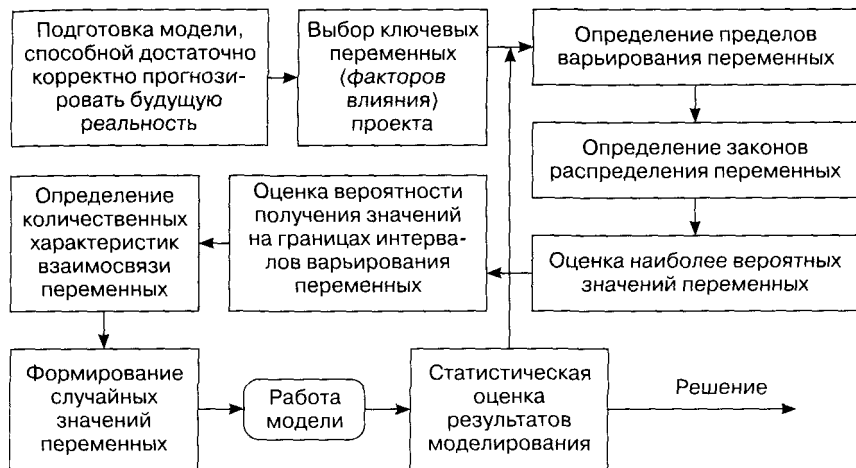 Подготовка модели,
способной достаточно
корректно прогнози-
ровать будущую
реальность
Выбор ключевых
переменных
(факторов
влияния)
проекта
Определение пределов
варьирования переменных
Определение законов
распределения переменных
Оценка наиболее вероятных
значений переменных
Оценка вероятности
получения значений
на границах интерва-
лов варьирования
переменных
Определение
количественных
характеристик
взаимосвязи
переменных
Формирование
случайных
значений
переменных
Работа
модели
Статистическая
оценка
результатов
моделирования
Решение